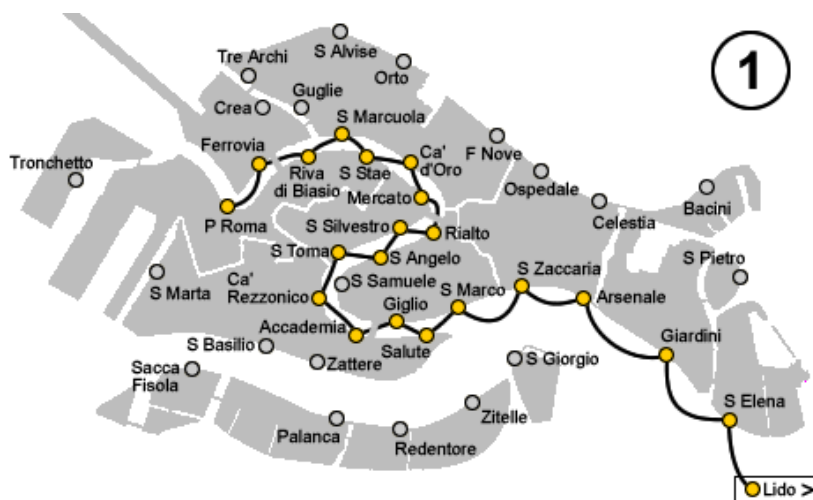 1
S Alvise
Tre Archi
Orto
Guglie
Crea
S Marcuola
Ferrovia
Ca'
d'Oro
F Nove
Tronchetto
Riva
di Biasio
S Stae
Ospedale
Mercato
Bacini
P Roma
S Silvestro
Celestia
Rialto
S Toma
S Angelo
S Pietro
S Zaccaria
S Marta
Ca'
Rezzonico
S Samuele
S Marco
Arsenale
Giglio
Accademia
Giardini
S Basilio
Salute
Zattere
S Giorgio
Sacca
Fisola
S Elena
Zitelle
Palanca
Redentore
Lido >